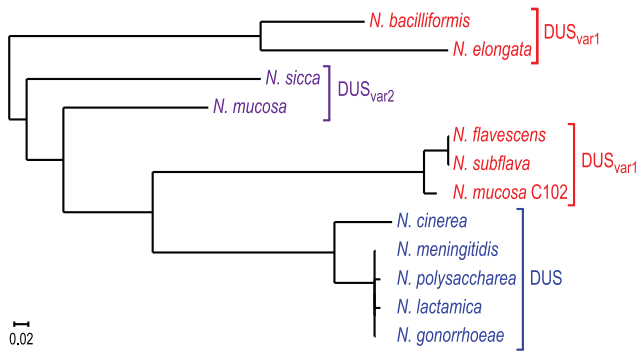 N. bacilliformis
DUSvar1
N. elongata
N. sicca
DUSvar2
N. mucosa
N. flavescens
N. subflava
DUSvar1
N. mucosa C102
N. cinerea
N. meningitidis
N. polysaccharea
DUS
N. lactamica
N. gonorrhoeae
0.02